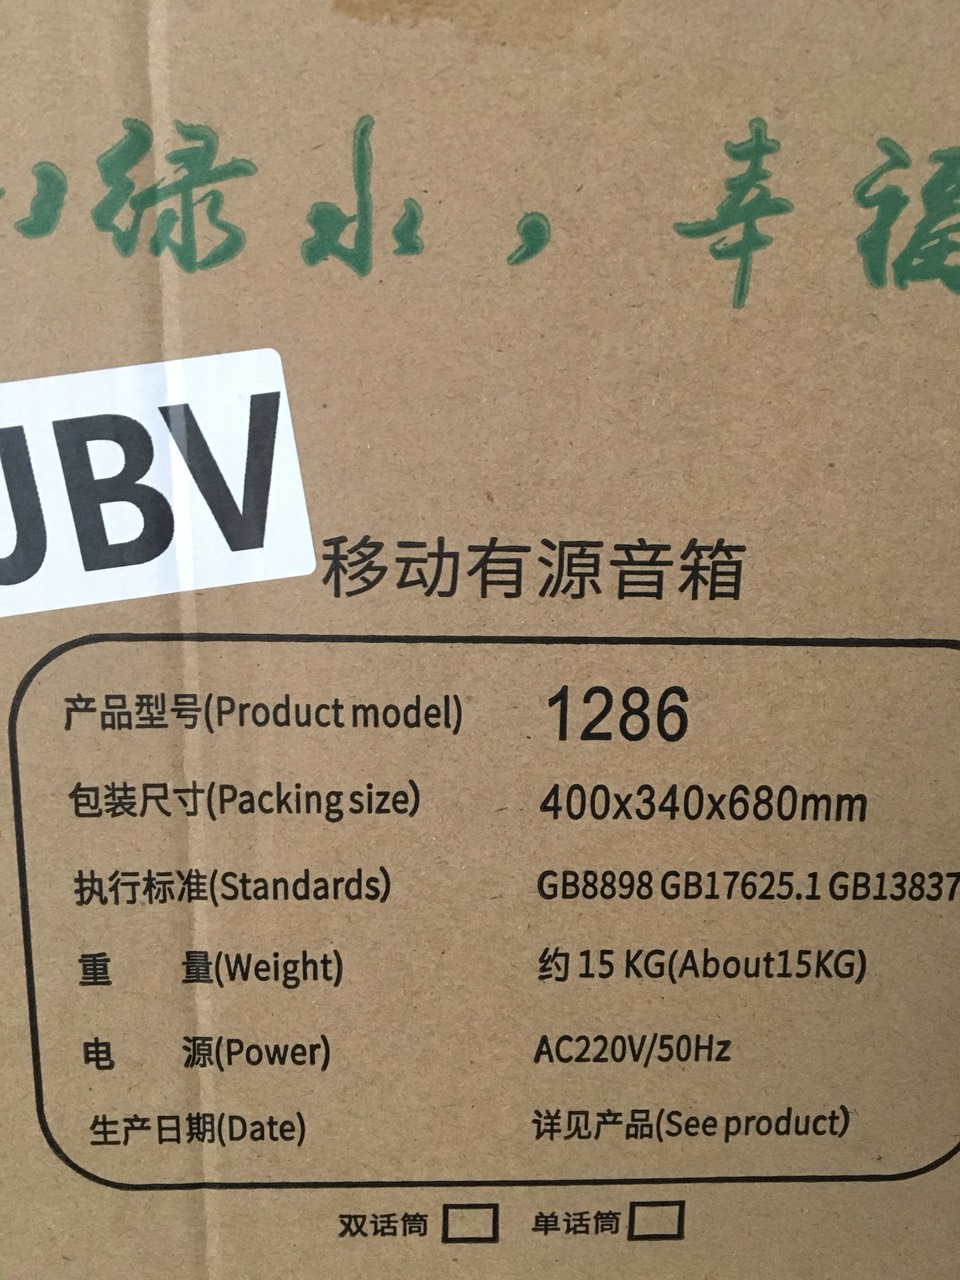 绿水，幸福
JBV
移动有源音箱
产品型号(Product model) 1286
包装尺寸(Packing size) 400x340x680mm
执行标准(Standards) GB8898 GB17625.1 GB13837
重 量(Weight) 约 15 KG(About15KG)
电 源(Power) AC220V/50Hz
生产日期(Date) 详见产品(See product)
双话筒 单话筒